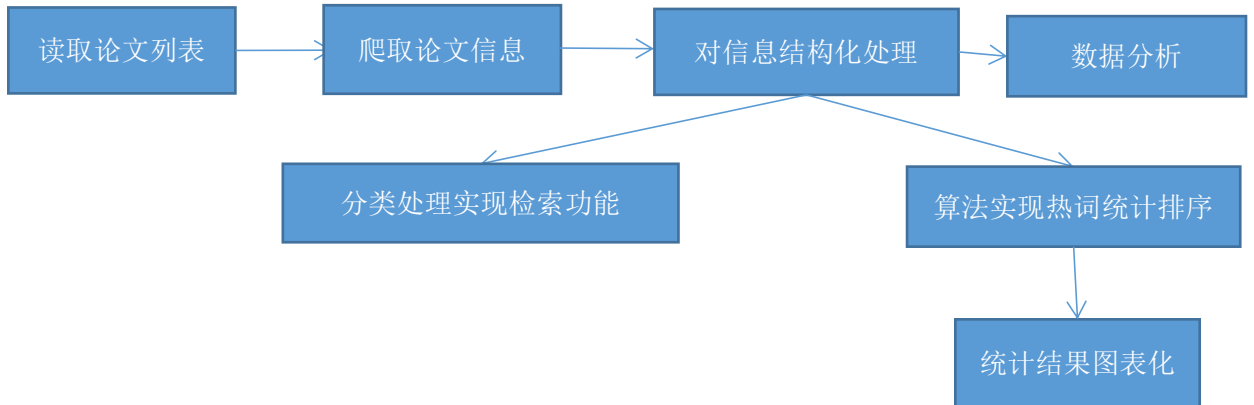 读取论文列表
爬取论文信息
对信息结构化处理
数据分析
分类处理实现检索功能
算法实现热词统计排序
统计结果图表化